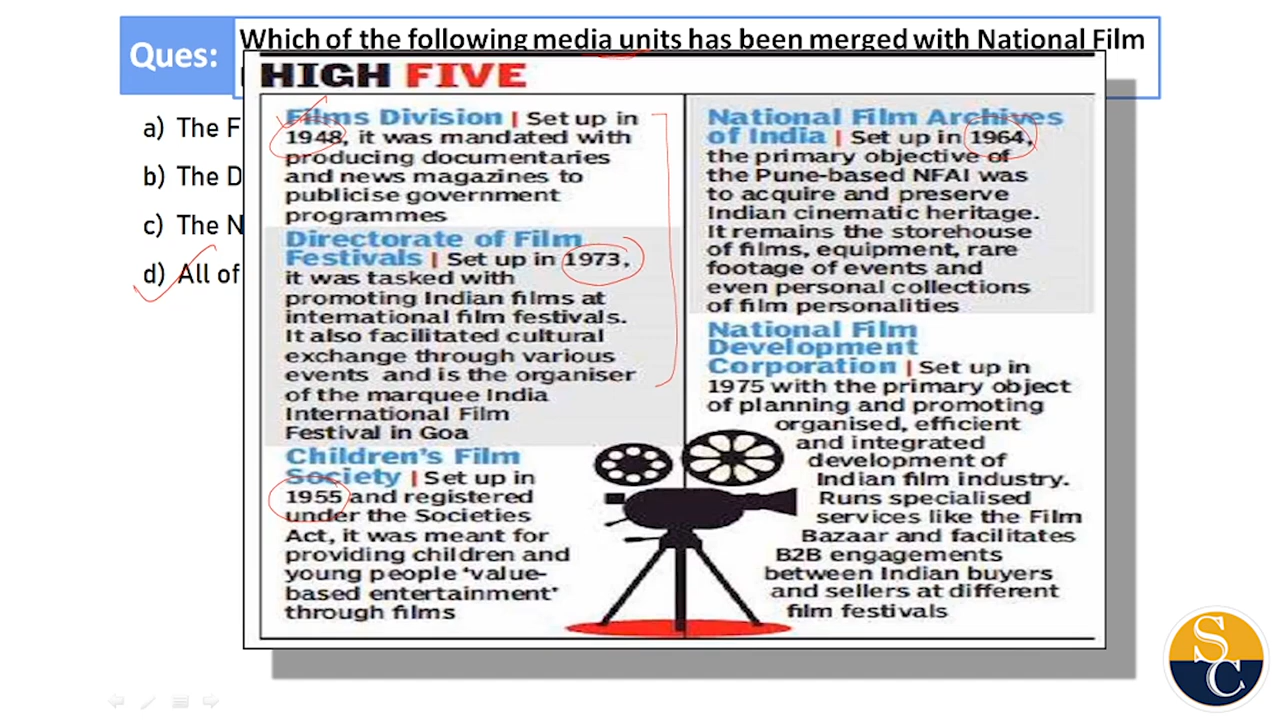 Ques:
Which of the following media units has been merged with National Film
a) The F
b) The D
c) The N
d) All of
HIGH FIVE
Films Division | Set up in
1948, it was mandated with
producing documentaries
and news magazines to
publicise government
programmes
Directorate of Film
Festivals | Set up in 1973,
it was tasked with
promoting Indian films at
international film festivals.
It also facilitated cultural
exchange through various
events and is the organiser
of the marquee India
International Film
Festival in Goa
Children's Film
Society | Set up in
1955 and registered
under the Societies
Act, it was meant for
providing children and
young people 'value-
based entertainment'
through films
National Film Archives
of India | Set up in 1964,
the primary objective of
the Pune-based NFAI was
to acquire and preserve
Indian cinematic heritage.
It remains the storehouse
of films, equipment, rare
footage of events and
even personal collections
of film personalities
National Film
Development
Corporation | Set up in
1975 with the primary object
of planning and promoting
organised, efficient
and integrated
development of
Indian film industry.
Runs specialised
services like the Film
Bazaar and facilitates
B2B engagements
between Indian buyers
and sellers at different
film festivals
SC